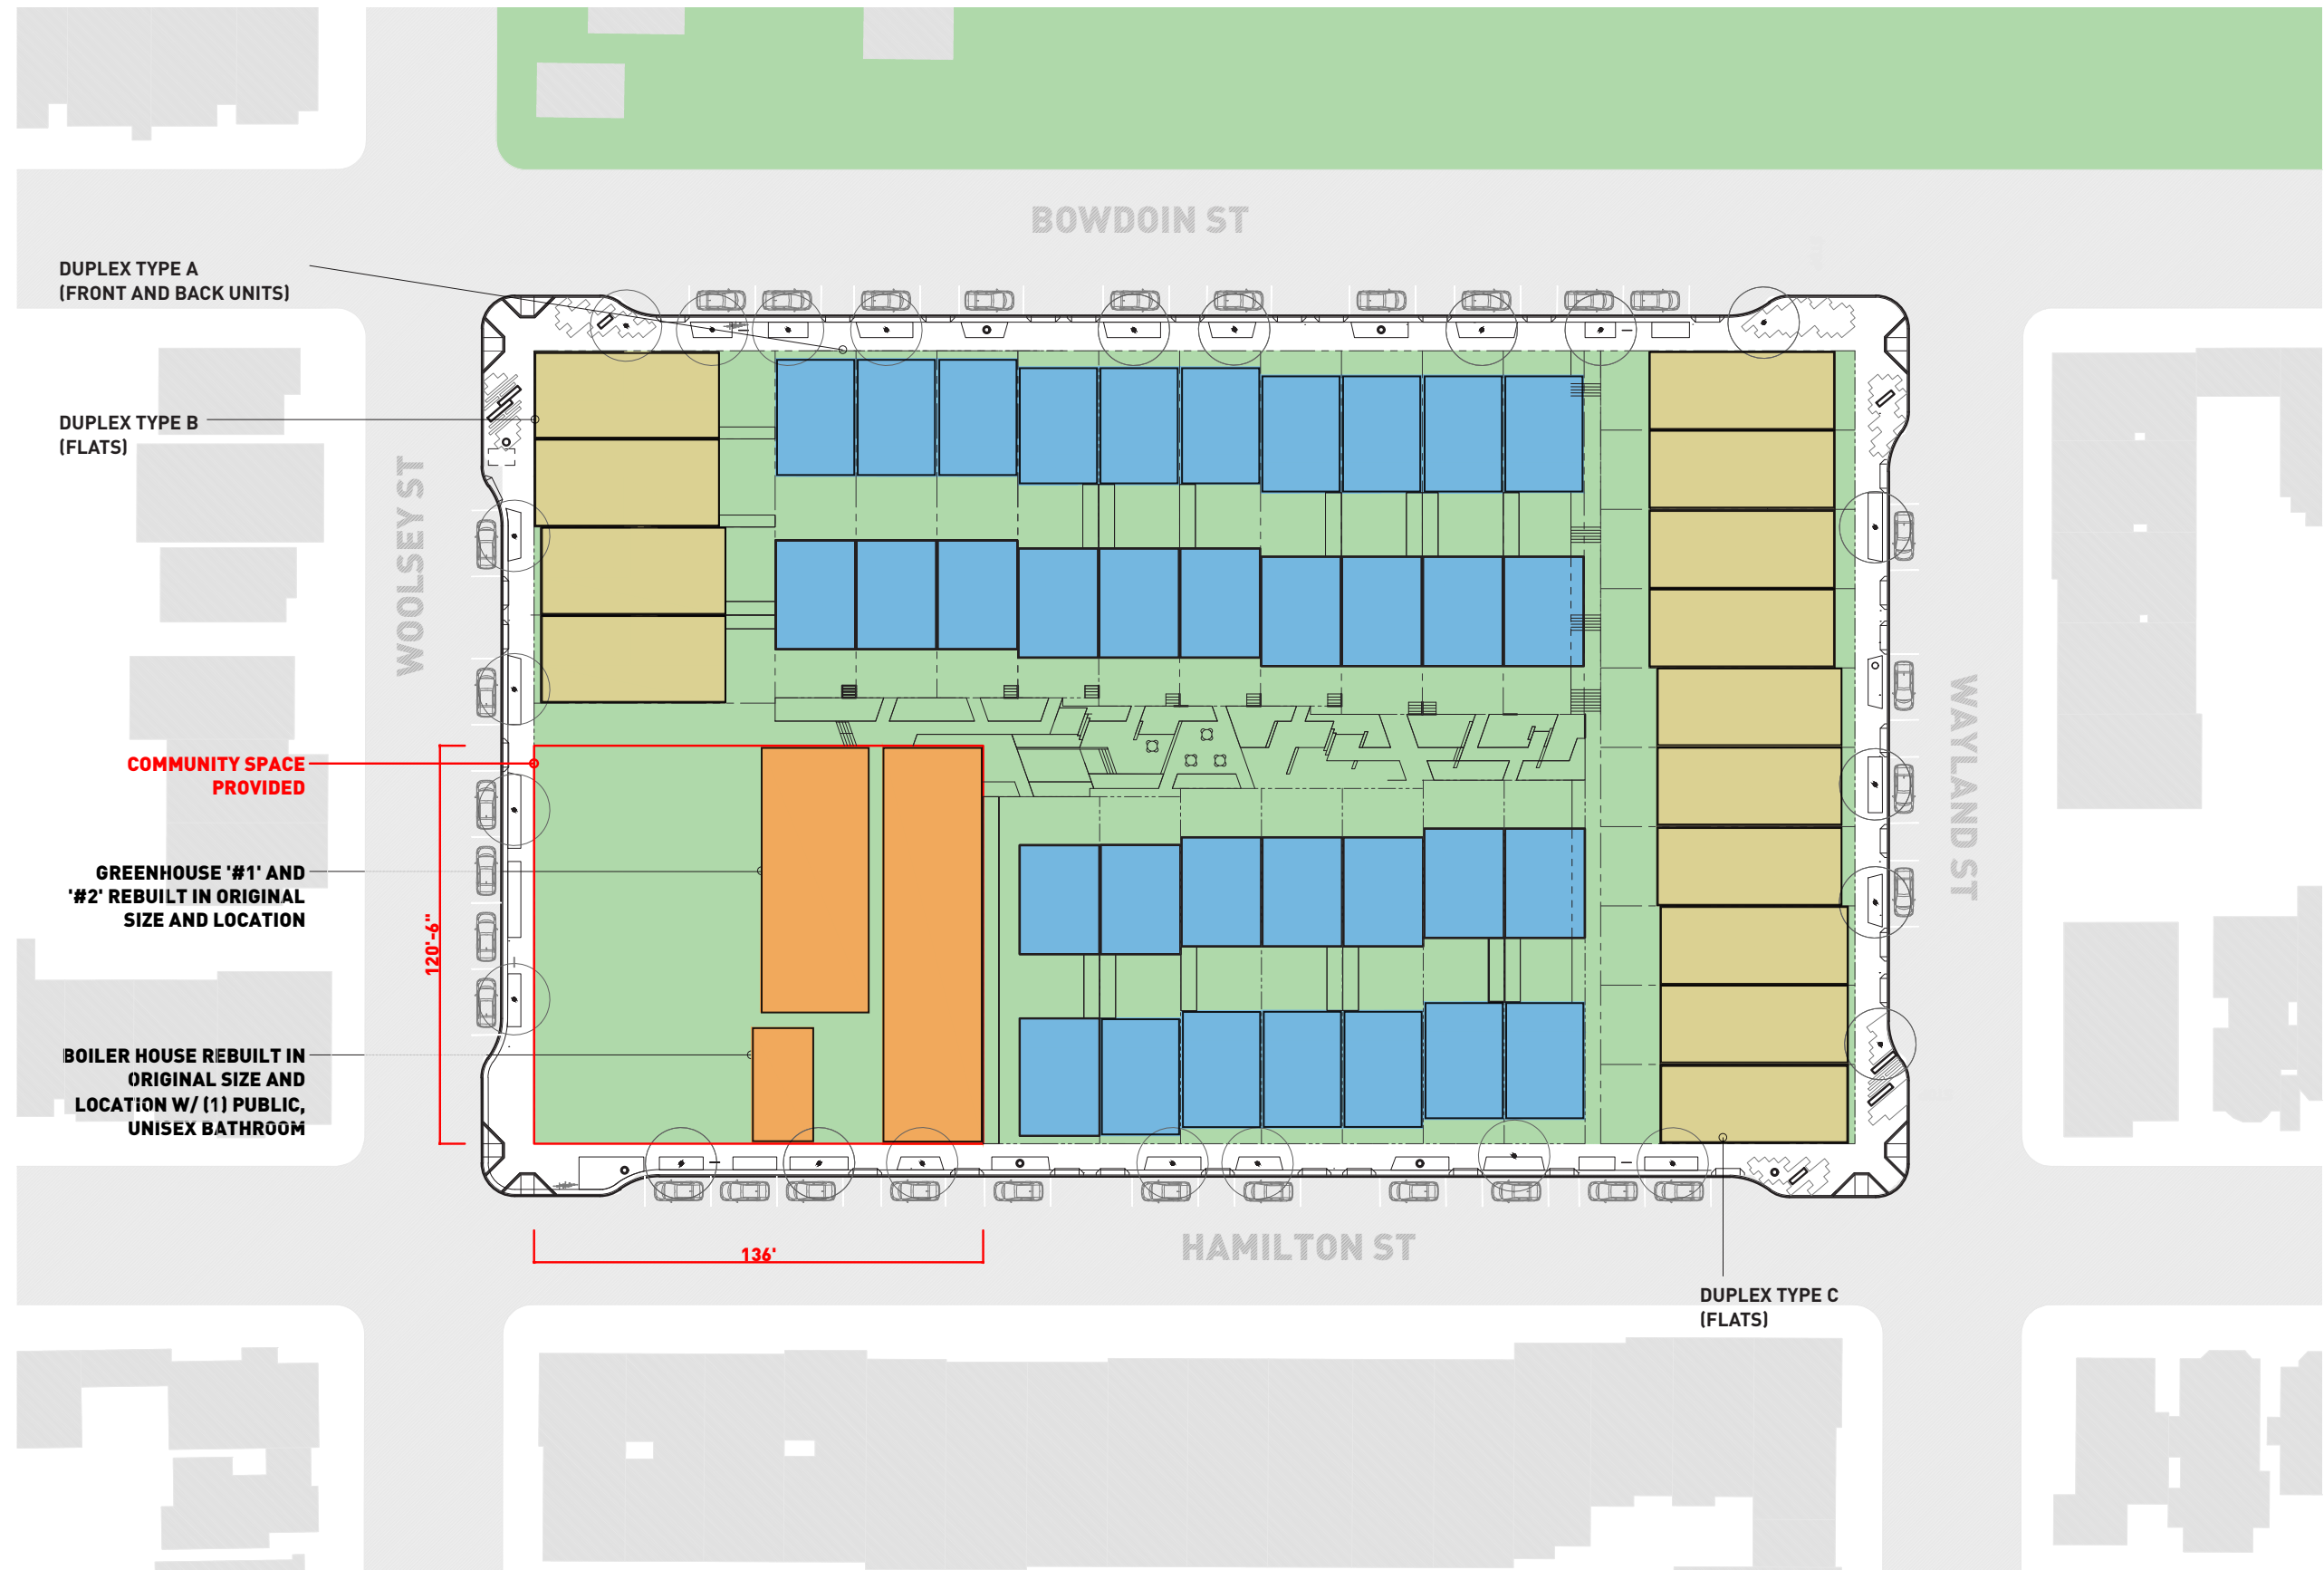 BOWDOIN ST
DUPLEX TYPE A
(FRONT AND BACK UNITS)
DUPLEX TYPE B
(FLATS)
WOOLSEY ST
WAYLAND ST
COMMUNITY SPACE
PROVIDED
GREENHOUSE '#1' AND
'#2' REBUILT IN ORIGINAL
SIZE AND LOCATION
120'-6"
BOILER HOUSE REBUILT IN
ORIGINAL SIZE AND
LOCATION W/ (1) PUBLIC,
UNISEX BATHROOM
136'
HAMILTON ST
DUPLEX TYPE C
(FLATS)